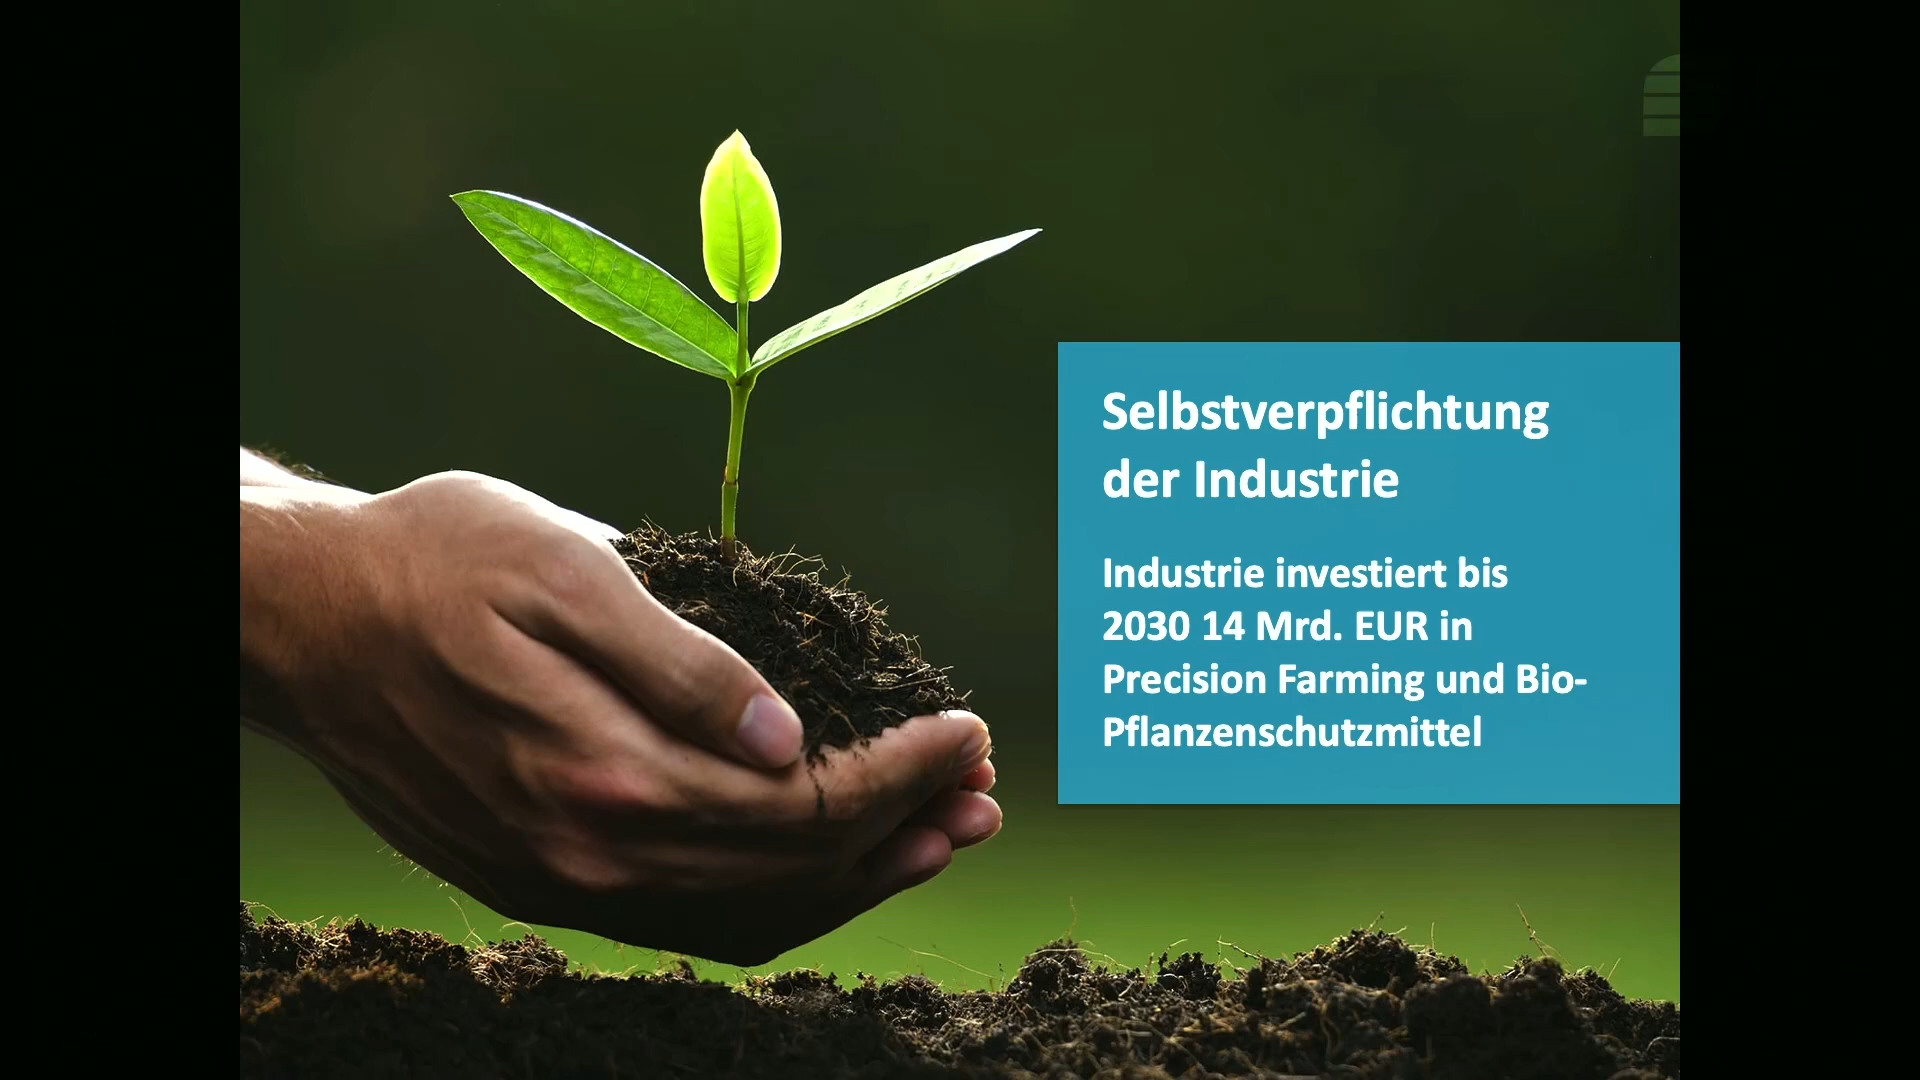 Selbstverpflichtung
der Industrie
Industrie investiert bis
2030 14 Mrd. EUR in
Precision Farming und Bio-
Pflanzenschutzmittel